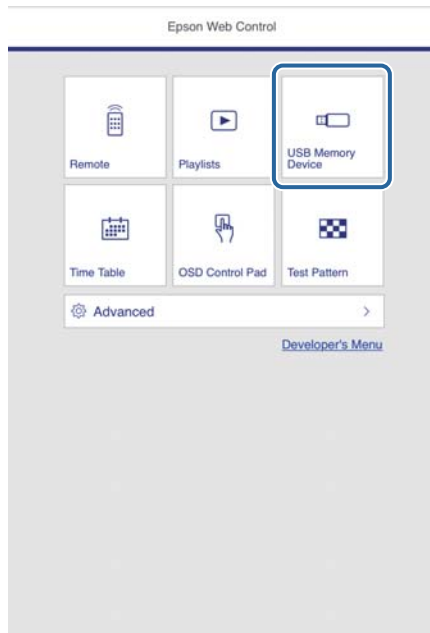 Epson Web Control
Remote
Playlists
USB Memory
Device
Time Table
OSD Control Pad
Test Pattern
Advanced
Developer's Menu